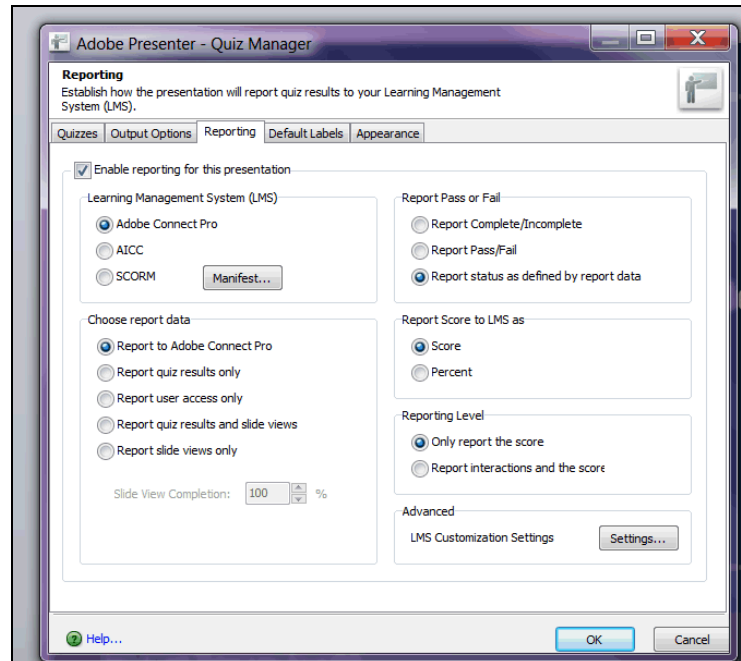 Adobe Presenter - Quiz Manager
Reporting
Establish how the presentation will report quiz results to your Learning Management
System (LMS).
Quizzes Output Options Reporting Default Labels Appearance
Enable reporting for this presentation
Learning Management System (LMS)
Adobe Connect Pro
AICC
SCORM Manifest...
Report Pass or Fail
Report Complete/Incomplete
Report Pass/Fail
Report status as defined by report data
Choose report data
Report to Adobe Connect Pro
Report quiz results only
Report user access only
Report quiz results and slide views
Report slide views only
Slide View Completion: 100 %
Report Score to LMS as
Score
Percent
Reporting Level
Only report the score
Report interactions and the score
Advanced
LMS Customization Settings Settings...
Help... OK Cancel